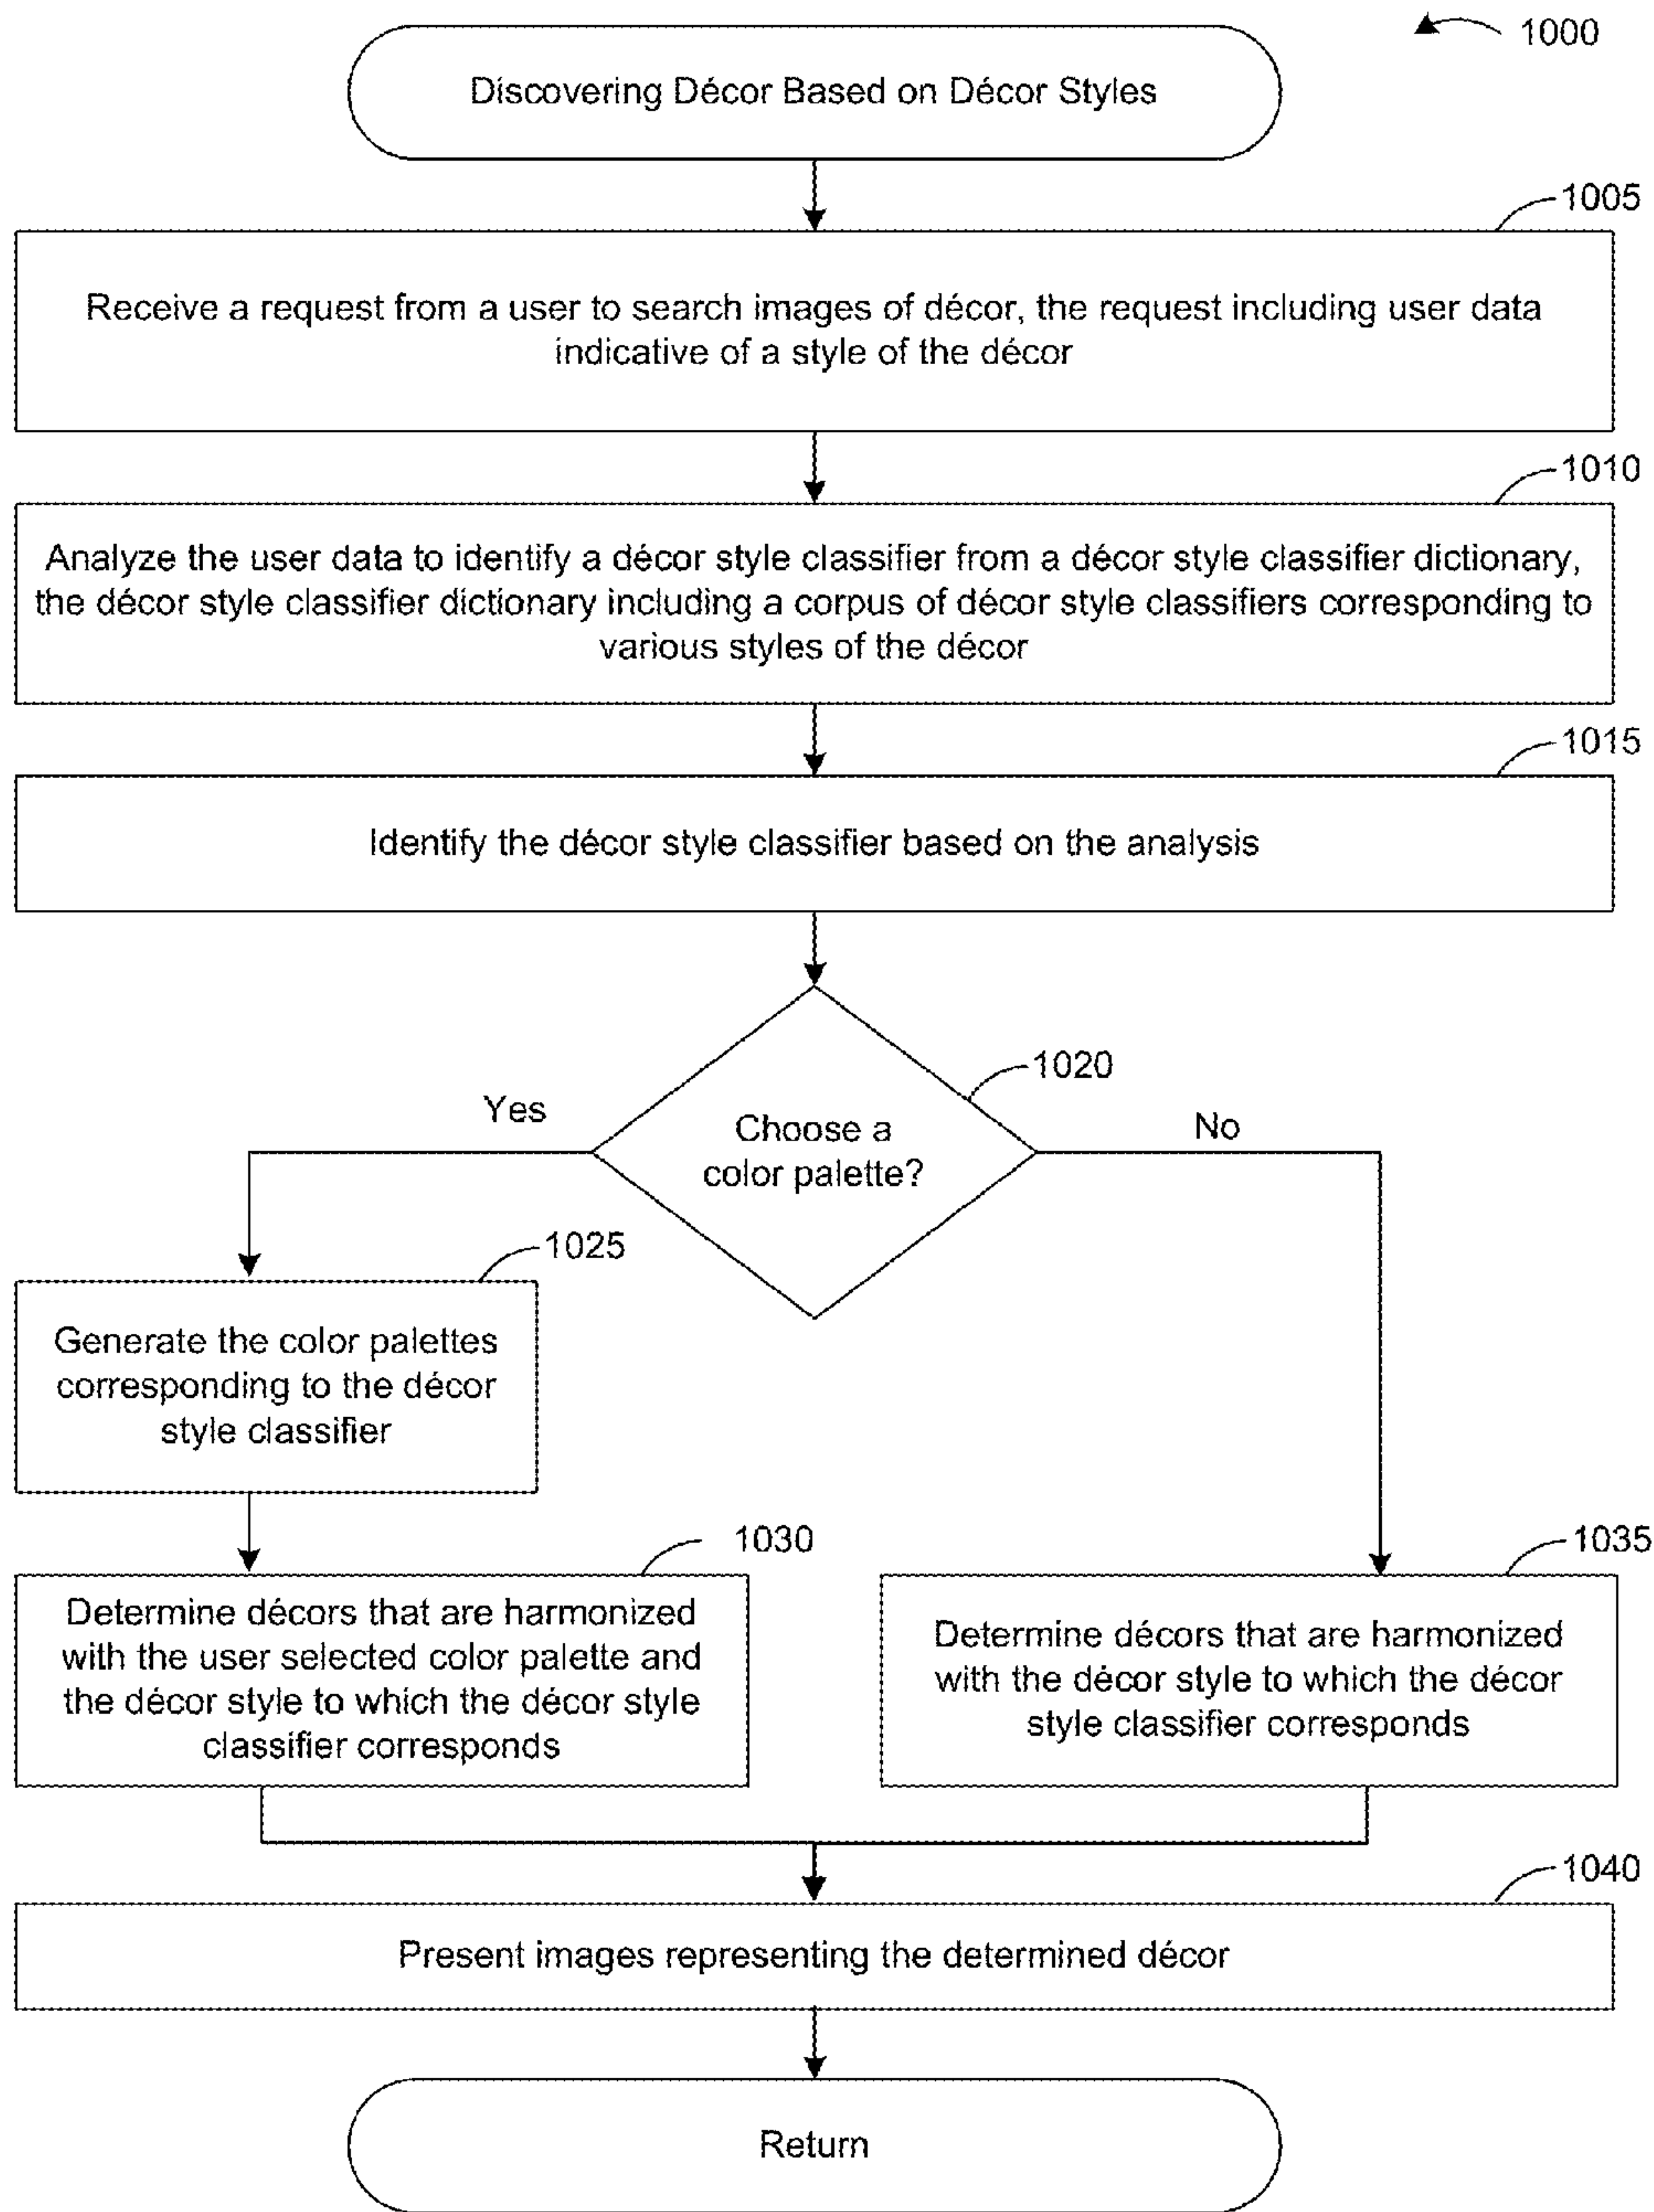 1000
Discovering Décor Based on Décor Styles
1005
Receive a request from a user to search images of décor, the request including user data
indicative of a style of the décor
1010
Analyze the user data to identify a décor style classifier from a décor style classifier dictionary,
the décor style classifier dictionary including a corpus of décor style classifiers corresponding to
various styles of the décor
1015
Identify the décor style classifier based on the analysis
1020
Yes
No
Choose a
color palette?
1025
Generate the color palettes
corresponding to the décor
style classifier
1030
Determine décors that are harmonized
with the user selected color palette and
the décor style to which the décor style
classifier corresponds
1035
Determine décors that are harmonized
with the décor style to which the décor
style classifier corresponds
1040
Present images representing the determined décor
Return